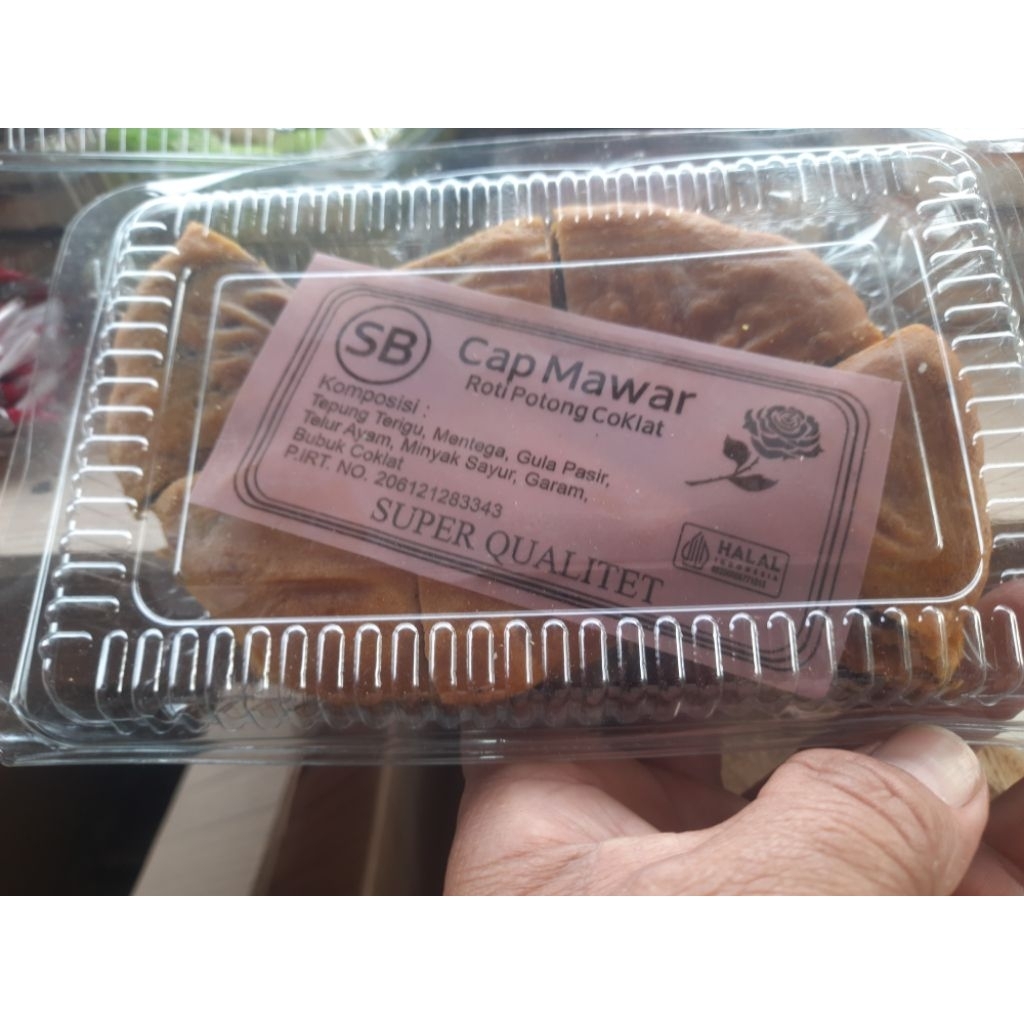 SB
Cap Mawar
Roti Potong CoKlat
Komposisi :
Tepung Terigu, Mentega, Gula Pasir,
Telur Ayam, Minyak Sayur, Garam,
Bubuk Coklat
P.IRT. NO. 206121283343
SUPER QUALITET
HALAL
INDONESIA